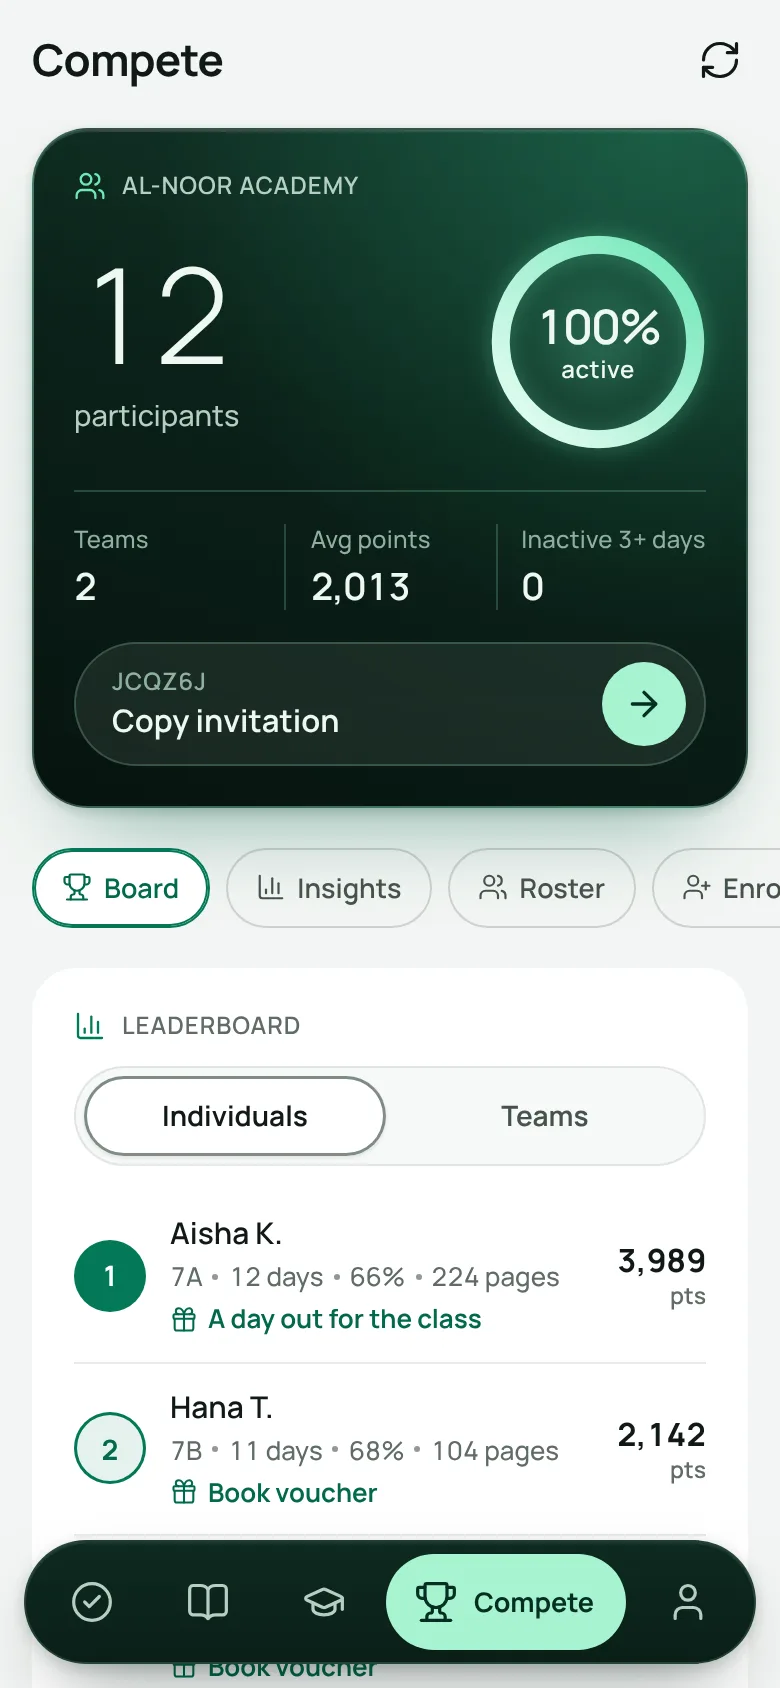 Compete
AL-NOOR ACADEMY
12
participants
100%
active
Teams
2
Avg points
2,013
Inactive 3+ days
0
JCQZ6J
Copy invitation
Board
Insights
Roster
LEADERBOARD
Individuals
Teams
1
Aisha K.
7A • 12 days • 66% • 224 pages
A day out for the class
3,989
pts
2
Hana T.
7B • 11 days • 68% • 104 pages
Book voucher
2,142
pts
Compete
Book voucher